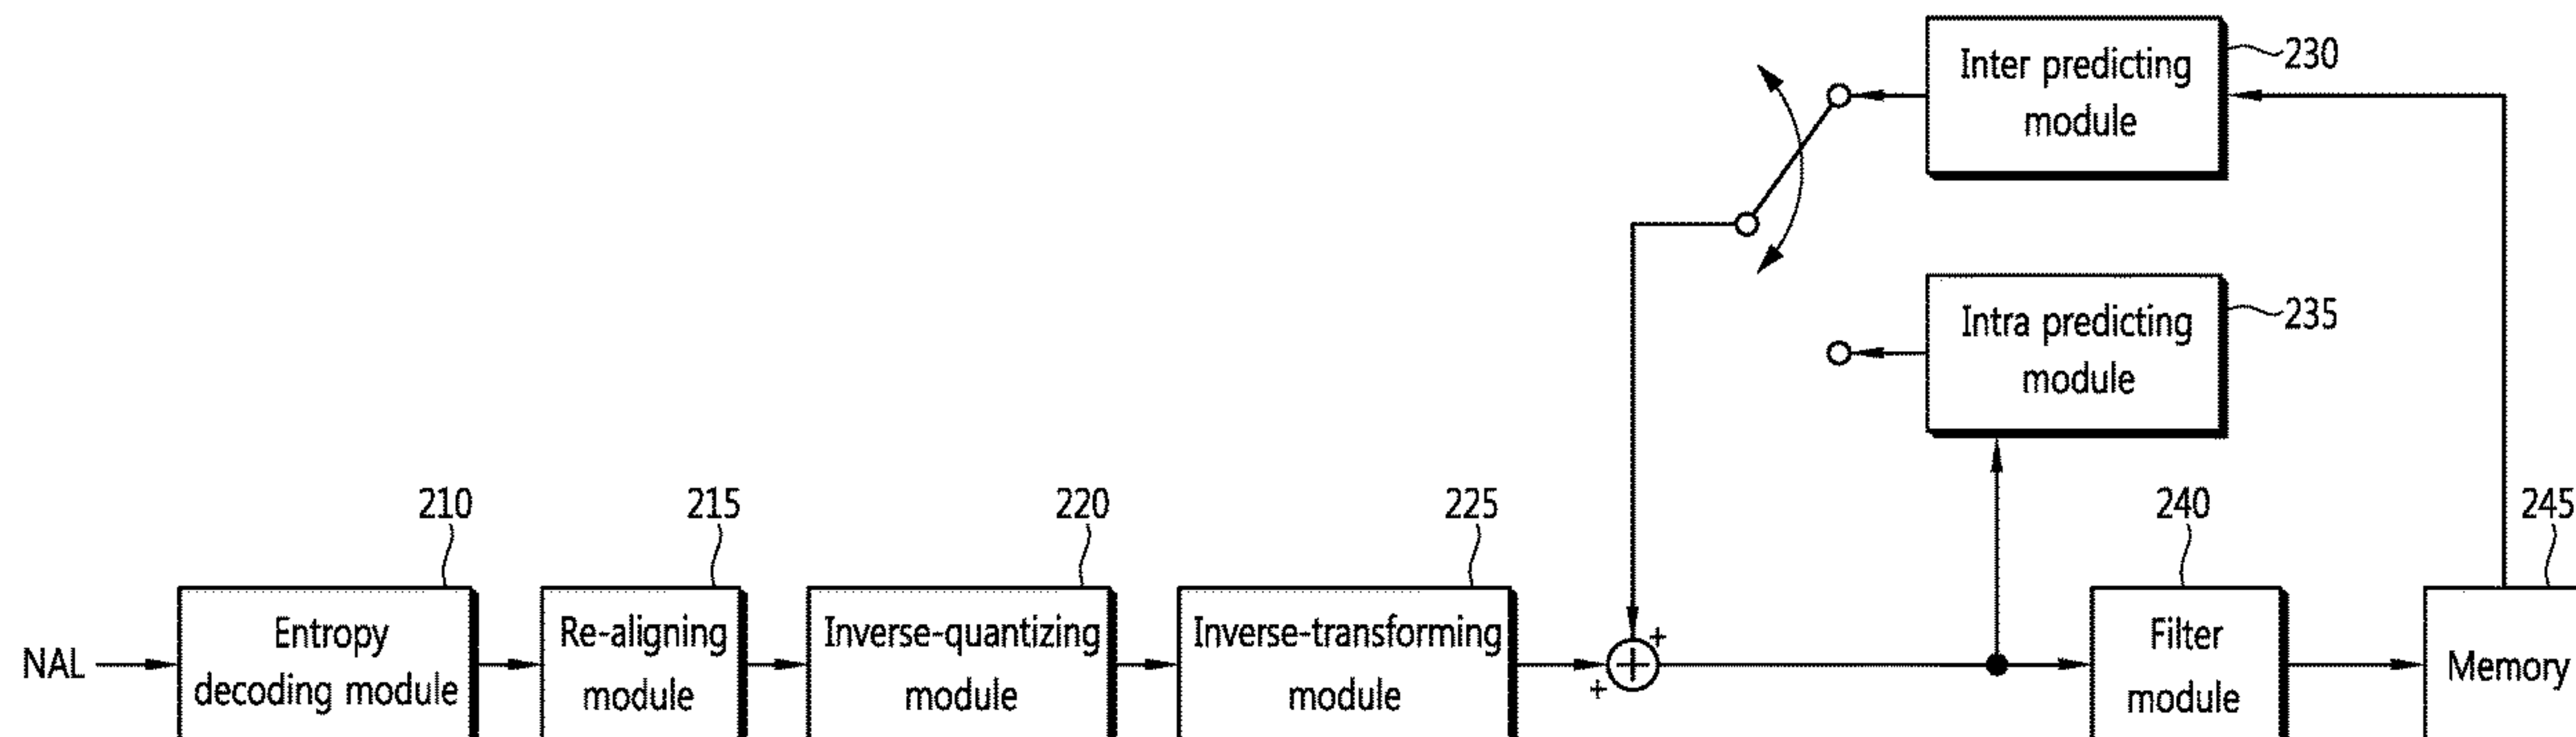 Inter predicting
module
230
Intra predicting
module
235
210
215
220
225
240
245
NAL
Entropy
decoding module
Re-aligning
module
Inverse-quantizing
module
Inverse-transforming
module
+
+
+
Filter
module
Memory